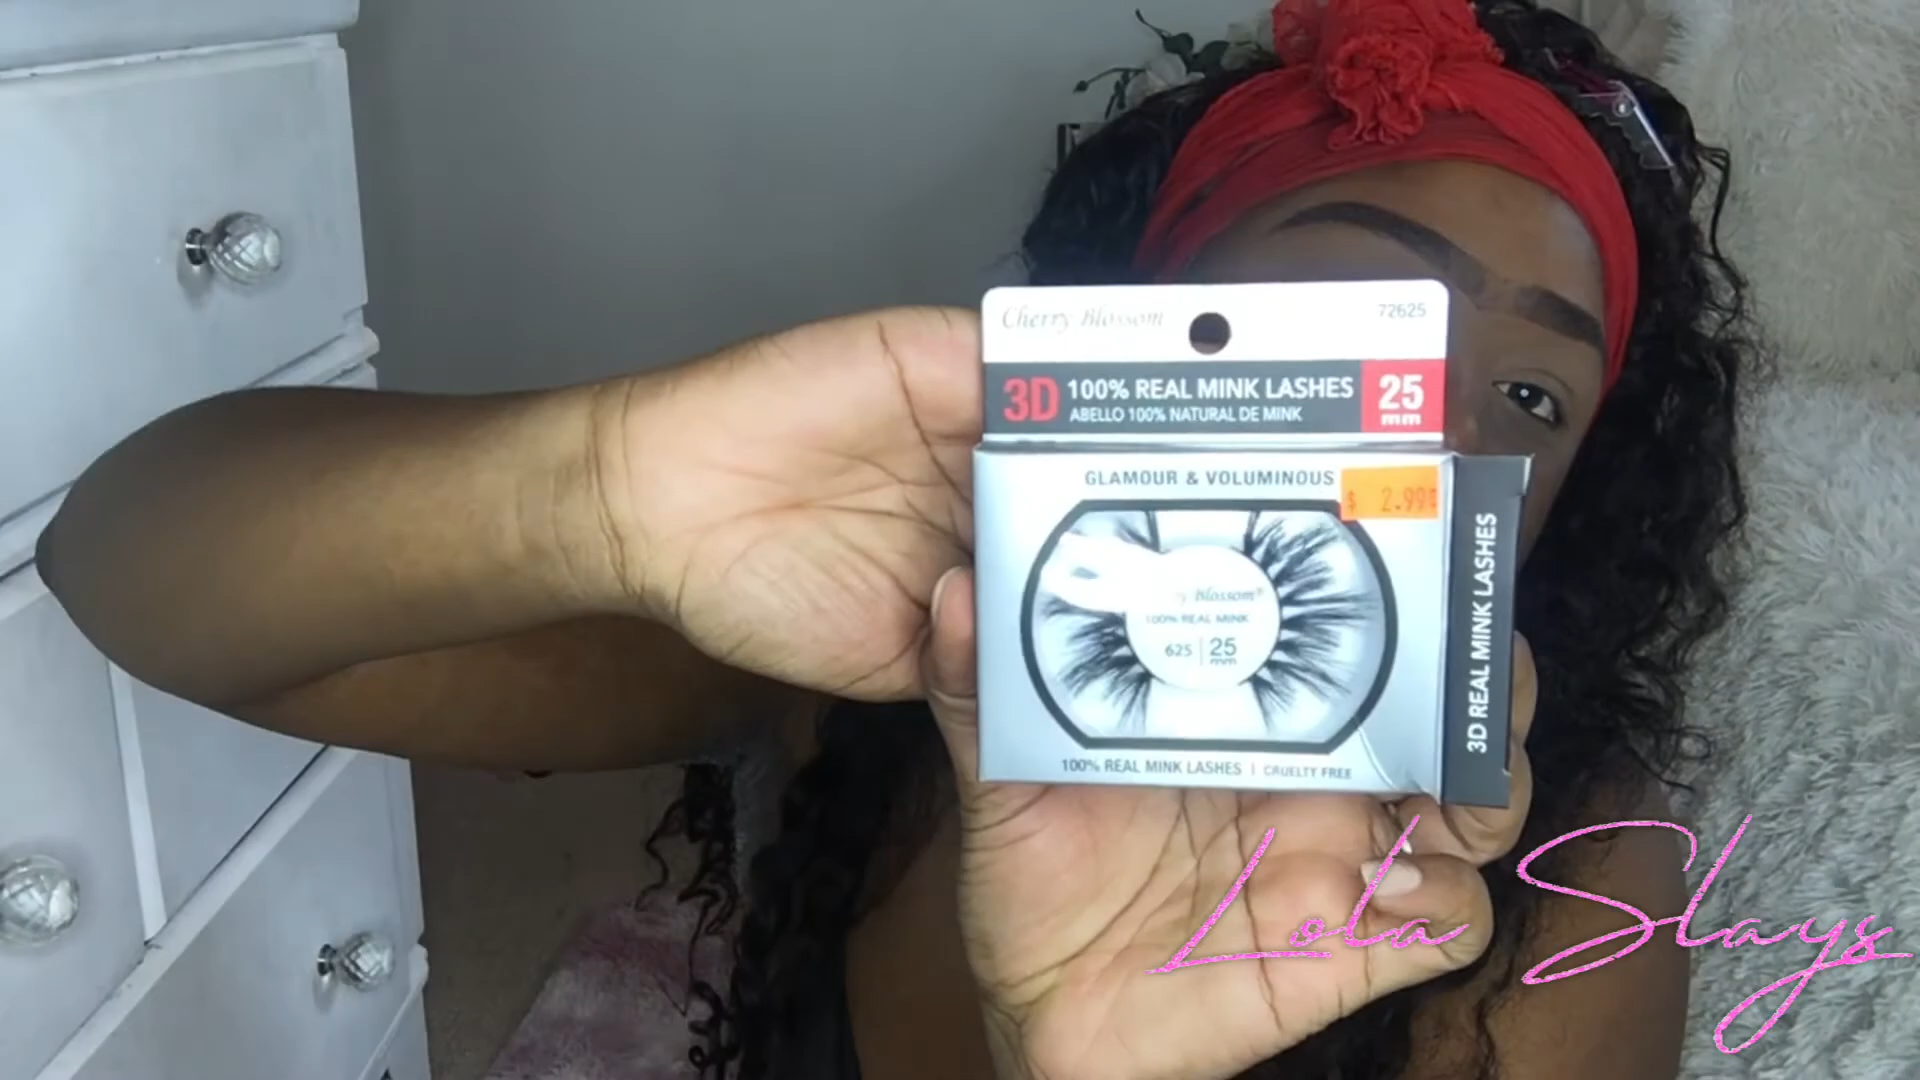 Cherry Blossom
72625
3D 100% REAL MINK LASHES
ABELLO 100% NATURAL DE MINK
25
mm
GLAMOUR & VOLUMINOUS
$ 2.99
Blossom®
100% REAL MINK
625 | 25
mm
100% REAL MINK LASHES | CRUELTY FREE
3D REAL MINK LASHES
Lola Slays